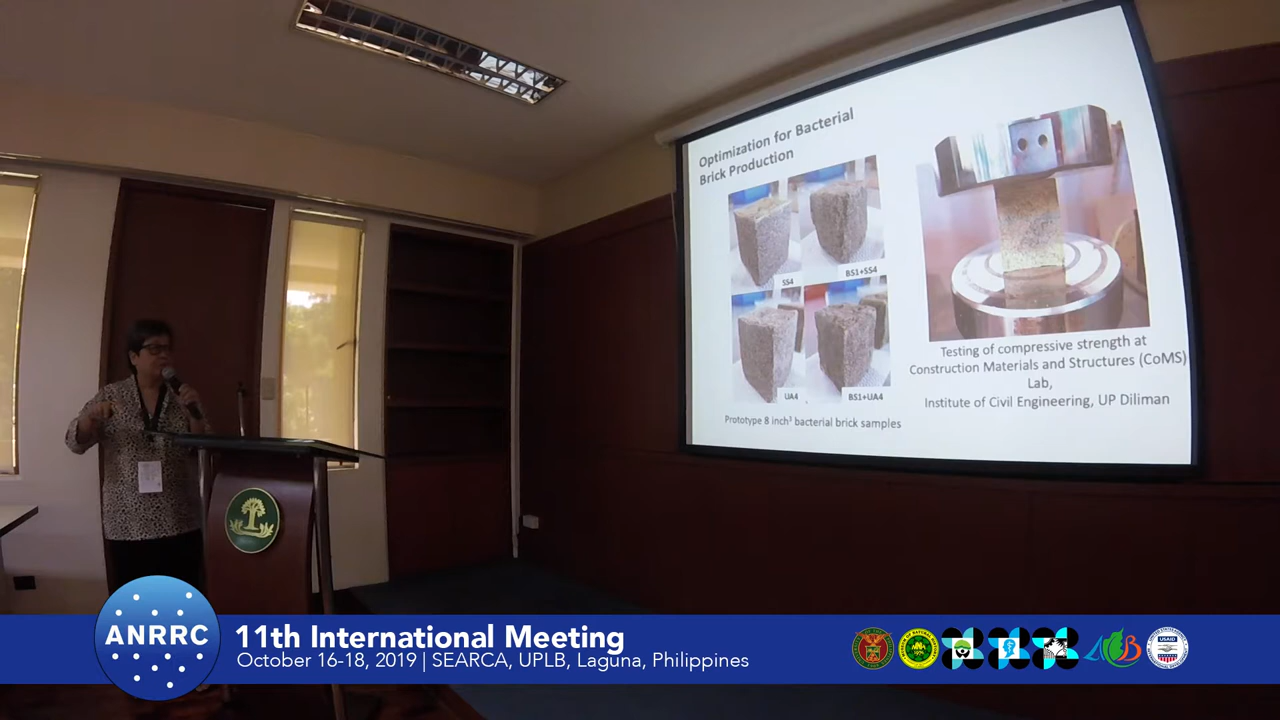 Optimization for Bacterial
Brick Production
SS4
BS1+SS4
UA4
BS1+UA4
Prototype 8 inch³ bacterial brick samples
Testing of compressive strength at
Construction Materials and Structures (CoMS)
Lab,
Institute of Civil Engineering, UP Diliman
ANRRC
11th International Meeting
October 16-18, 2019 | SEARCA, UPLB, Laguna, Philippines
USAID